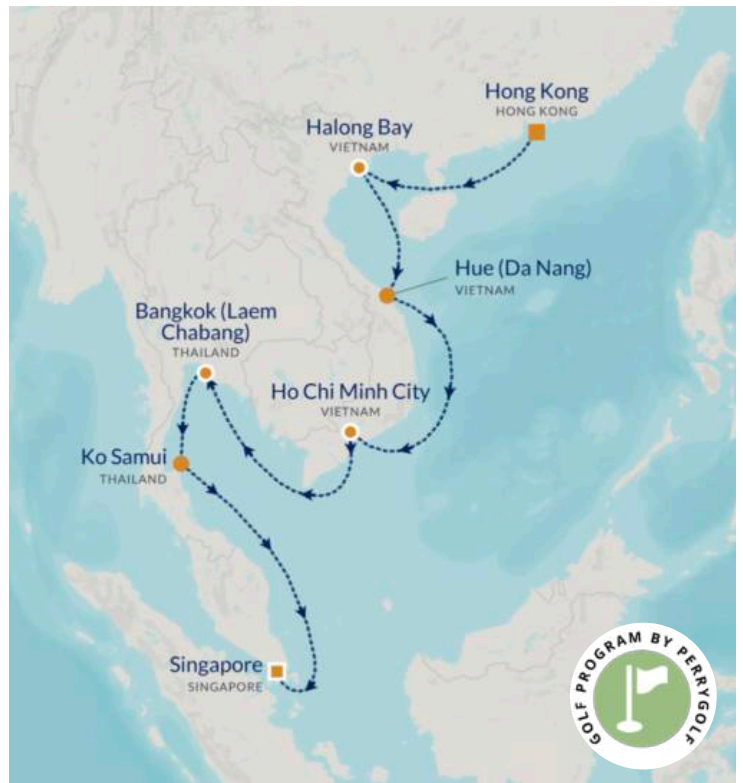 Hong Kong
HONG KONG
Halong Bay
VIETNAM
Hue (Da Nang)
VIETNAM
Bangkok (Laem
Chabang)
THAILAND
Ho Chi Minh City
VIETNAM
Ko Samui
THAILAND
Singapore
SINGAPORE
GOLF PROGRAM BY PERRYGOLF